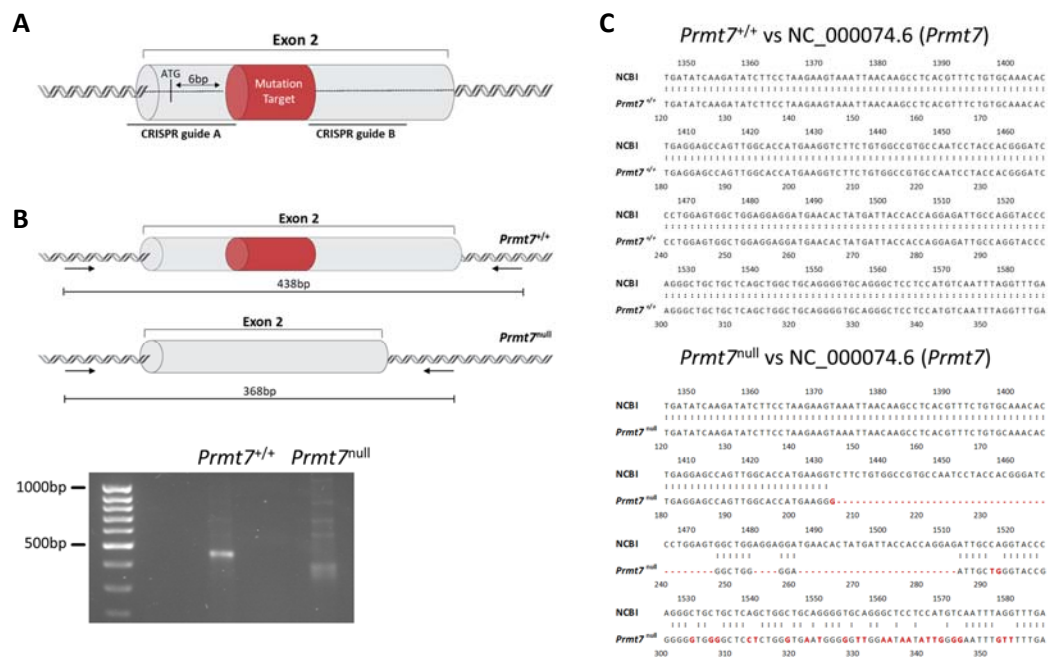 A
Exon 2
ATG
6bp
Mutation
Target
CRISPR guide A
CRISPR guide B
B
Exon 2
Prmt7+/+
438bp
Exon 2
Prmt7null
368bp
Prmt7+/+ Prmt7null
1000bp
500bp
C
Prmt7+/+ vs NC_000074.6 (Prmt7)
1350 1360 1370 1380 1390 1400
NCBI TGATATCAAGATATCTTCCTAAGAAGTAAATTAACAAGCCTCACGTTTCTGTGCAAACAC
Prmt7+/+ TGATATCAAGATATCTTCCTAAGAAGTAAATTAACAAGCCTCACGTTTCTGTGCAAACAC
120 130 140 150 160 170
1410 1420 1430 1440 1450 1460
NCBI TGAGGAGCCAGTTGGCACCATGAAGGTCTTCTGTGGCCGTGCCAATCCTACCACGGGATC
Prmt7+/+ TGAGGAGCCAGTTGGCACCATGAAGGTCTTCTGTGGCCGTGCCAATCCTACCACGGGATC
180 190 200 210 220 230
1470 1480 1490 1500 1510 1520
NCBI CCTGGAGTGGCTGGAGGAGGATGAACACTATGATTACCACCAGGAGATTGCCAGGTACCC
Prmt7+/+ CCTGGAGTGGCTGGAGGAGGATGAACACTATGATTACCACCAGGAGATTGCCAGGTACCC
240 250 260 270 280 290
1530 1540 1550 1560 1570 1580
NCBI AGGGCTGCTGCTCAGCTGGCTGCAGGGGTGCAGGGCTCCTCCATGTCAATTTAGGTTTGA
Prmt7+/+ AGGGCTGCTGCTCAGCTGGCTGCAGGGGTGCAGGGCTCCTCCATGTCAATTTAGGTTTGA
300 310 320 330 340 350
Prmt7null vs NC_000074.6 (Prmt7)
1350 1360 1370 1380 1390 1400
NCBI TGATATCAAGATATCTTCCTAAGAAGTAAATTAACAAGCCTCACGTTTCTGTGCAAACAC
Prmt7null TGATATCAAGATATCTTCCTAAGAAGTAAATTAACAAGCCTCACGTTTCTGTGCAAACAC
120 130 140 150 160 170
1410 1420 1430 1440 1450 1460
NCBI TGAGGAGCCAGTTGGCACCATGAAGGTCTTCTGTGGCCGTGCCAATCCTACCACGGGATC
Prmt7null TGAGGAGCCAGTTGGCACCATGAAGGG---------------------------------
180 190 200 210 220 230
1470 1480 1490 1500 1510 1520
NCBI CCTGGAGTGGCTGGAGGAGGATGAACACTATGATTACCACCAGGAGATTGCCAGGTACCC
Prmt7null --------GGCTGG----GGA-------------------------ATTGCTGGGTACCG
240 250 260 270 280 290
1530 1540 1550 1560 1570 1580
NCBI AGGGCTGCTGCTCAGCTGGCTGCAGGGGTGCAGGGCTCCTCCATGTCAATTTAGGTTTGA
Prmt7null GGGGGTGGGGCTCCTCTGGGTGAATGGGGGTTGGAATAATATTGGGGAATTTGTTTTTGA
300 310 320 330 340 350